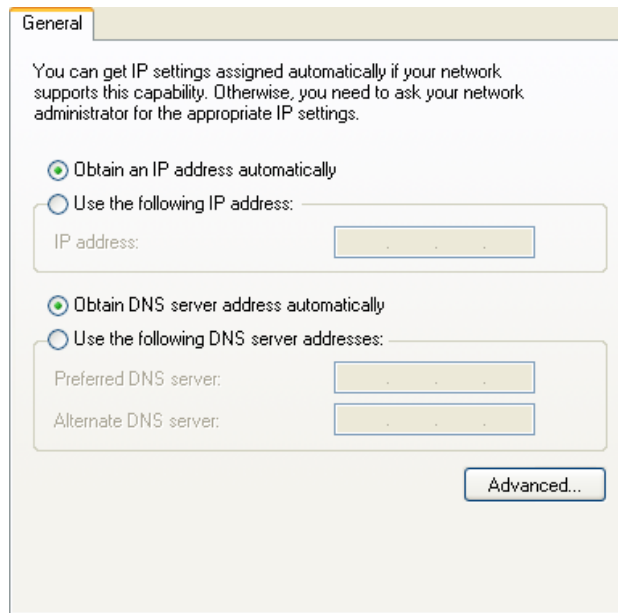 General
You can get IP settings assigned automatically if your network
supports this capability. Otherwise, you need to ask your network
administrator for the appropriate IP settings.
Obtain an IP address automatically
Use the following IP address:
IP address:
Obtain DNS server address automatically
Use the following DNS server addresses:
Preferred DNS server:
Alternate DNS server:
Advanced...